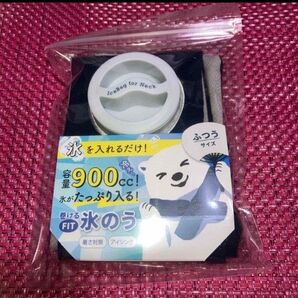 IceBag for Neck
氷を入れるだけ!
ふつう
サイズ
容量900cc!
氷がたっぷり入る!
巻ける
FIT 氷のう
暑さ対策 アイシング